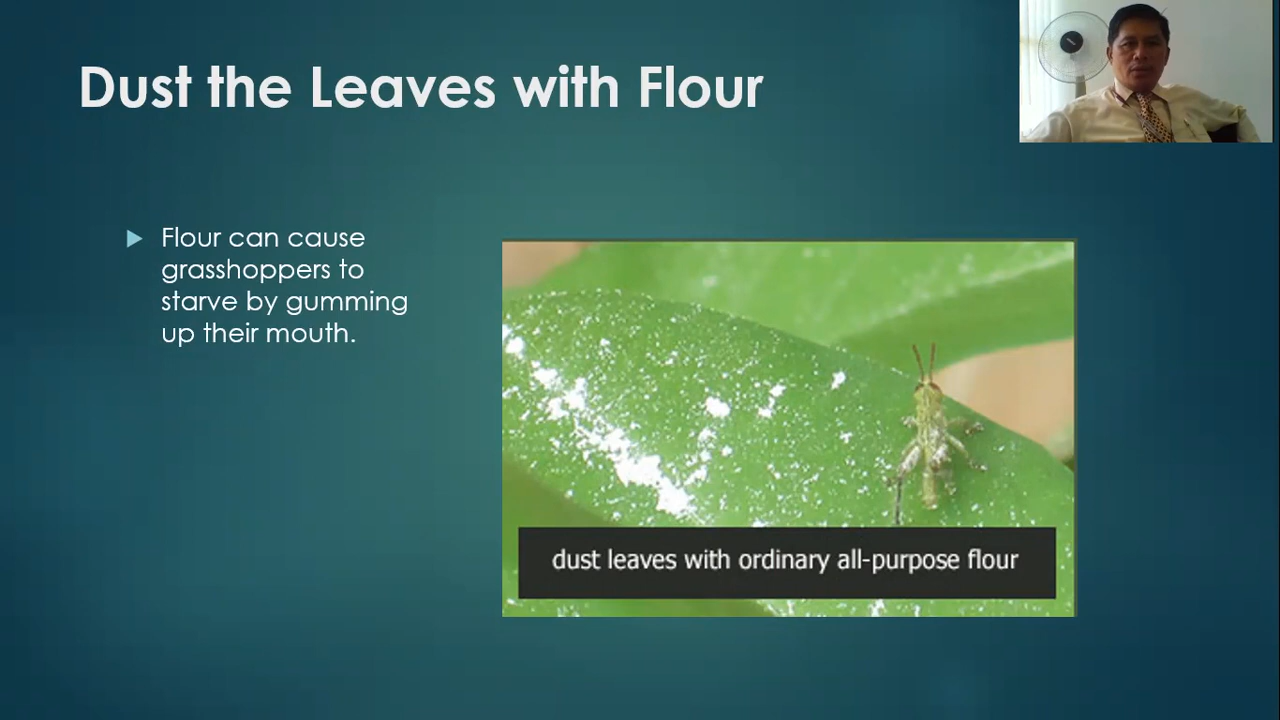 Dust the Leaves with Flour
Flour can cause
grasshoppers to
starve by gumming
up their mouth.
dust leaves with ordinary all-purpose flour